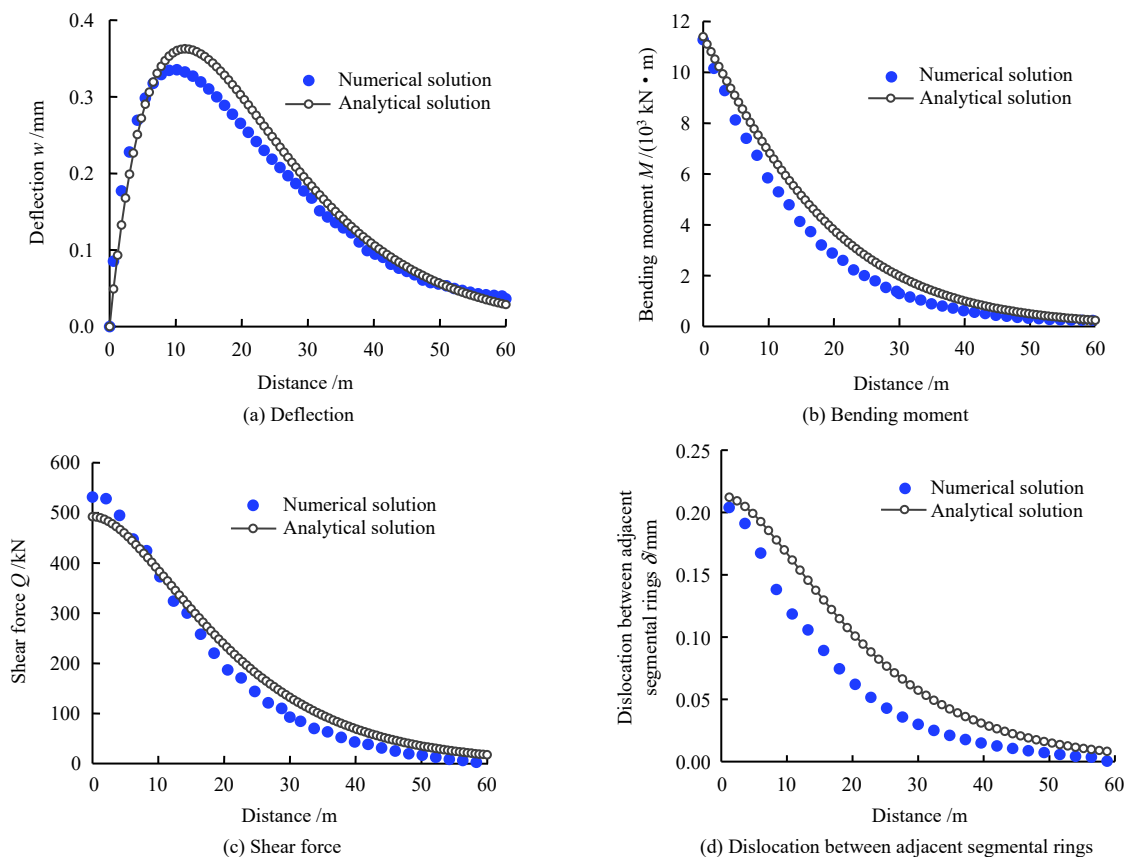 0.4
0.3
0.2
0.1
0.0
Deflection w /mm
Numerical solution
Analytical solution
0 10 20 30 40 50 60
Distance /m
(a) Deflection
12
10
8
6
4
2
0
Bending moment M /(10³ kN • m)
Numerical solution
Analytical solution
0 10 20 30 40 50 60
Distance /m
(b) Bending moment
600
500
400
300
200
100
0
Shear force Q /kN
Numerical solution
Analytical solution
0 10 20 30 40 50 60
Distance /m
(c) Shear force
0.25
0.20
0.15
0.10
0.05
0.00
Dislocation between adjacent
segmental rings δ/mm
Numerical solution
Analytical solution
0 10 20 30 40 50 60
Distance /m
(d) Dislocation between adjacent segmental rings